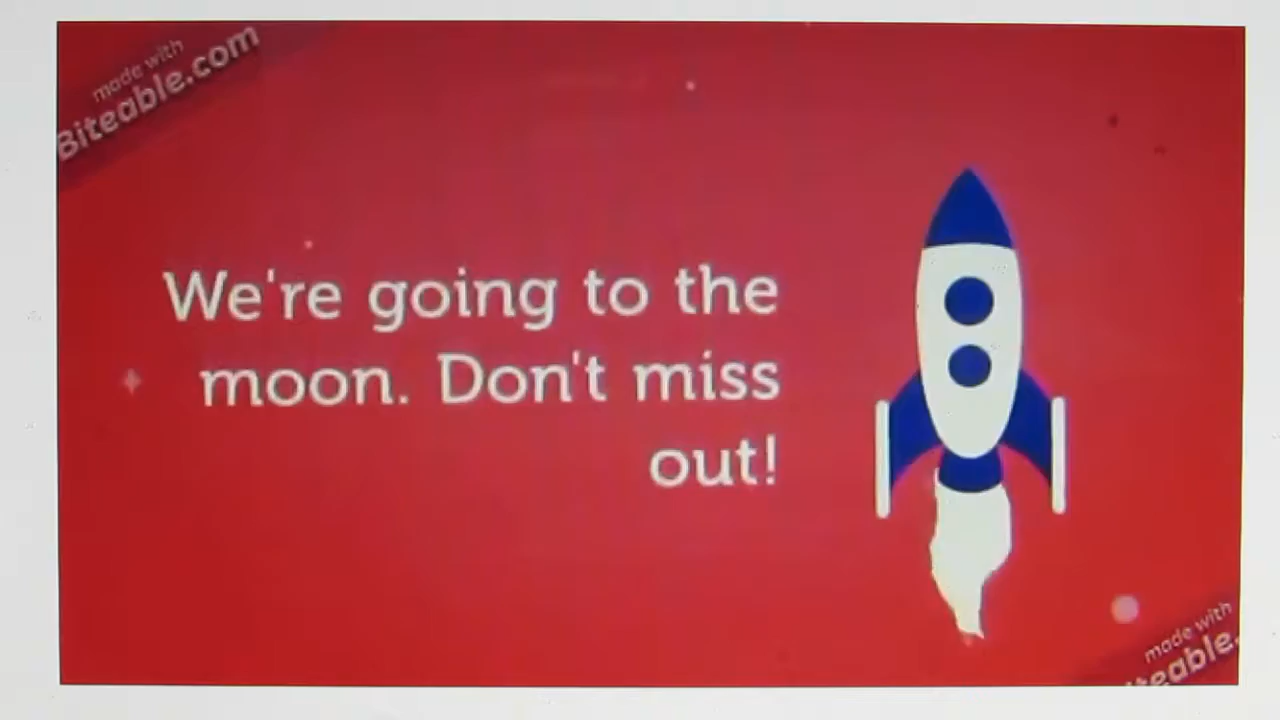 made with
Biteable.com
We're going to the
moon. Don't miss
out!
made with